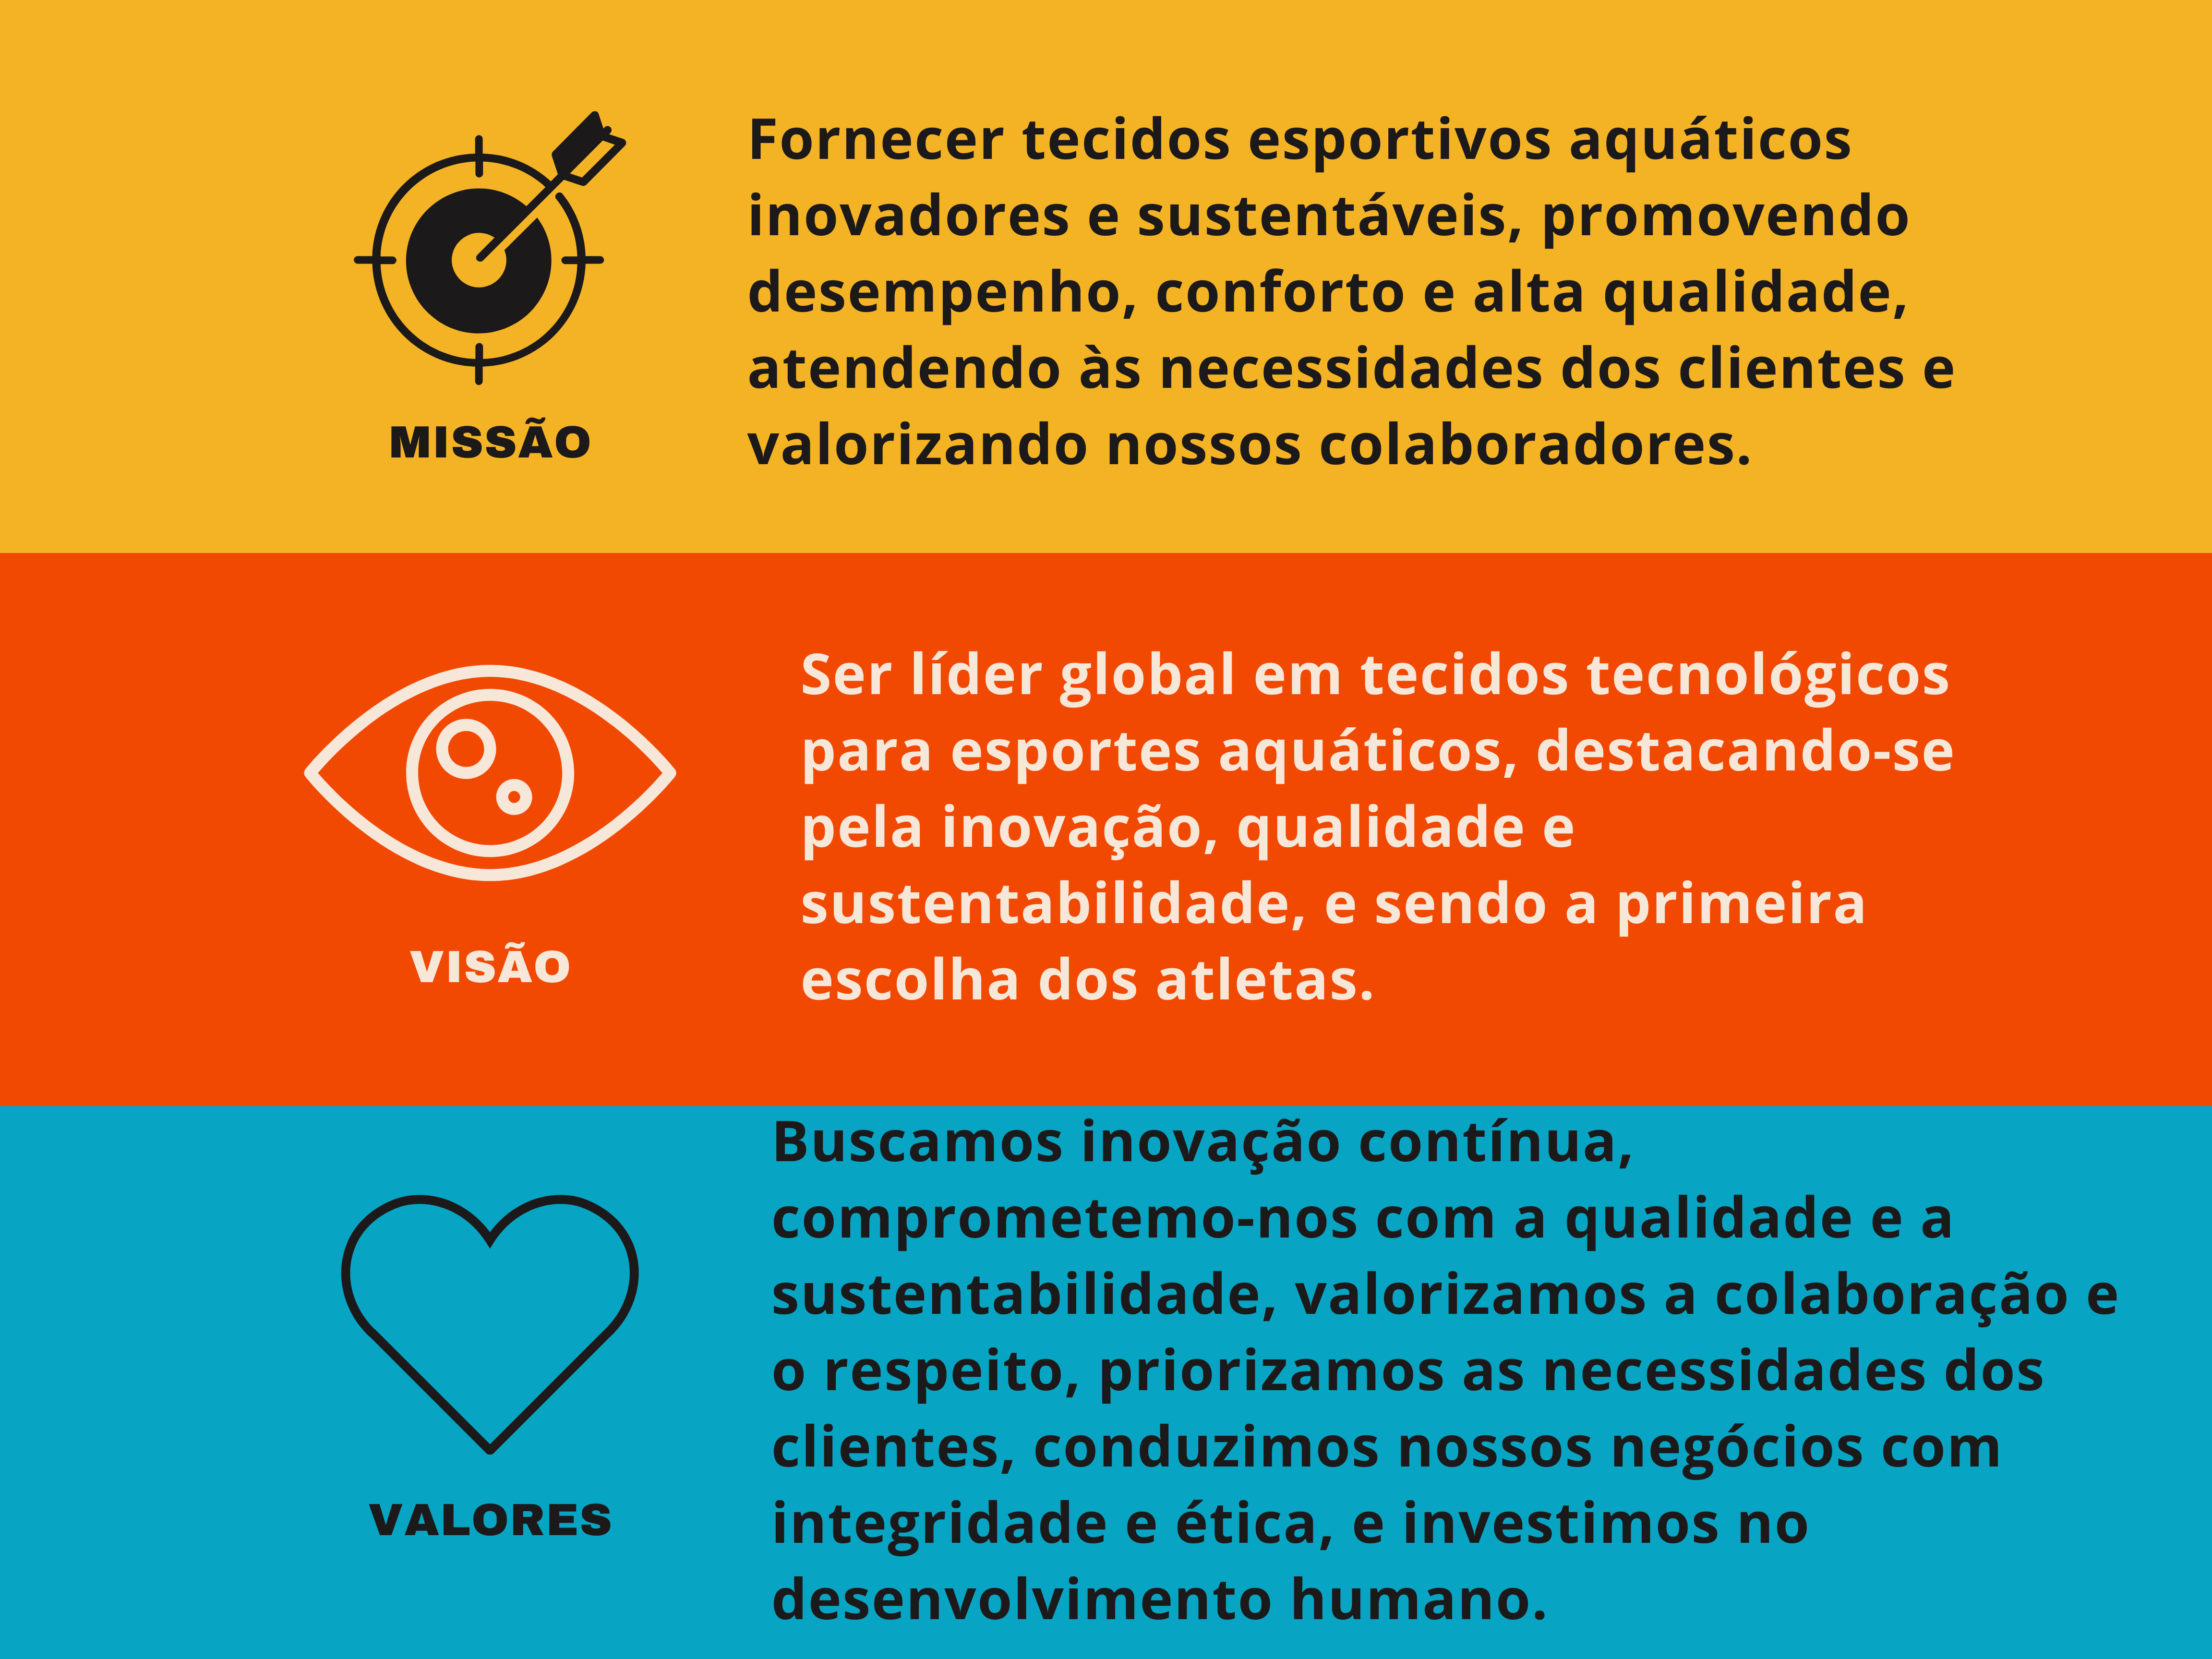 Fornecer tecidos esportivos aquáticos
inovadores e sustentáveis, promovendo
desempenho, conforto e alta qualidade,
atendendo às necessidades dos clientes e
valorizando nossos colaboradores.
MISSÃO
Ser líder global em tecidos tecnológicos
para esportes aquáticos, destacando-se
pela inovação, qualidade e
sustentabilidade, e sendo a primeira
escolha dos atletas.
VISÃO
Buscamos inovação contínua,
comprometemo-nos com a qualidade e a
sustentabilidade, valorizamos a colaboração e
o respeito, priorizamos as necessidades dos
clientes, conduzimos nossos negócios com
integridade e ética, e investimos no
desenvolvimento humano.
VALORES